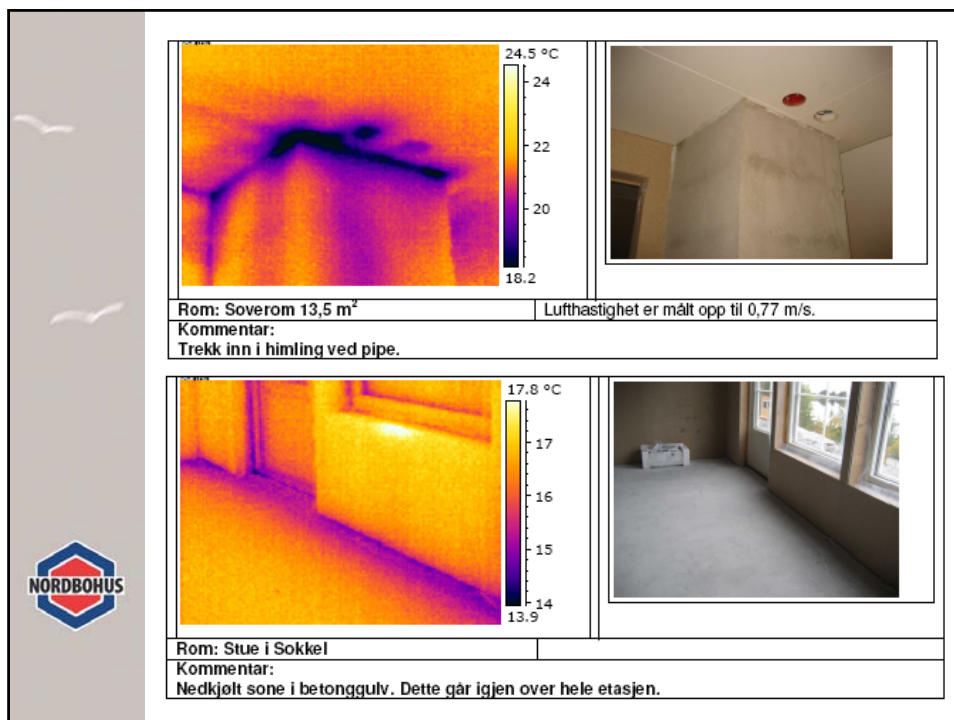 24.5 °C
24
22
20
18.2
Rom: Soverom 13,5 m²
Lufthastighet er målt opp til 0,77 m/s.
Kommentar:
Trekk inn i himling ved pipe.
17.8 °C
17
16
15
14
13.9
NORDBOHUS
Rom: Stue i Sokkel
Kommentar:
Nedkjølt sone i betonggulv. Dette går igjen over hele etasjen.